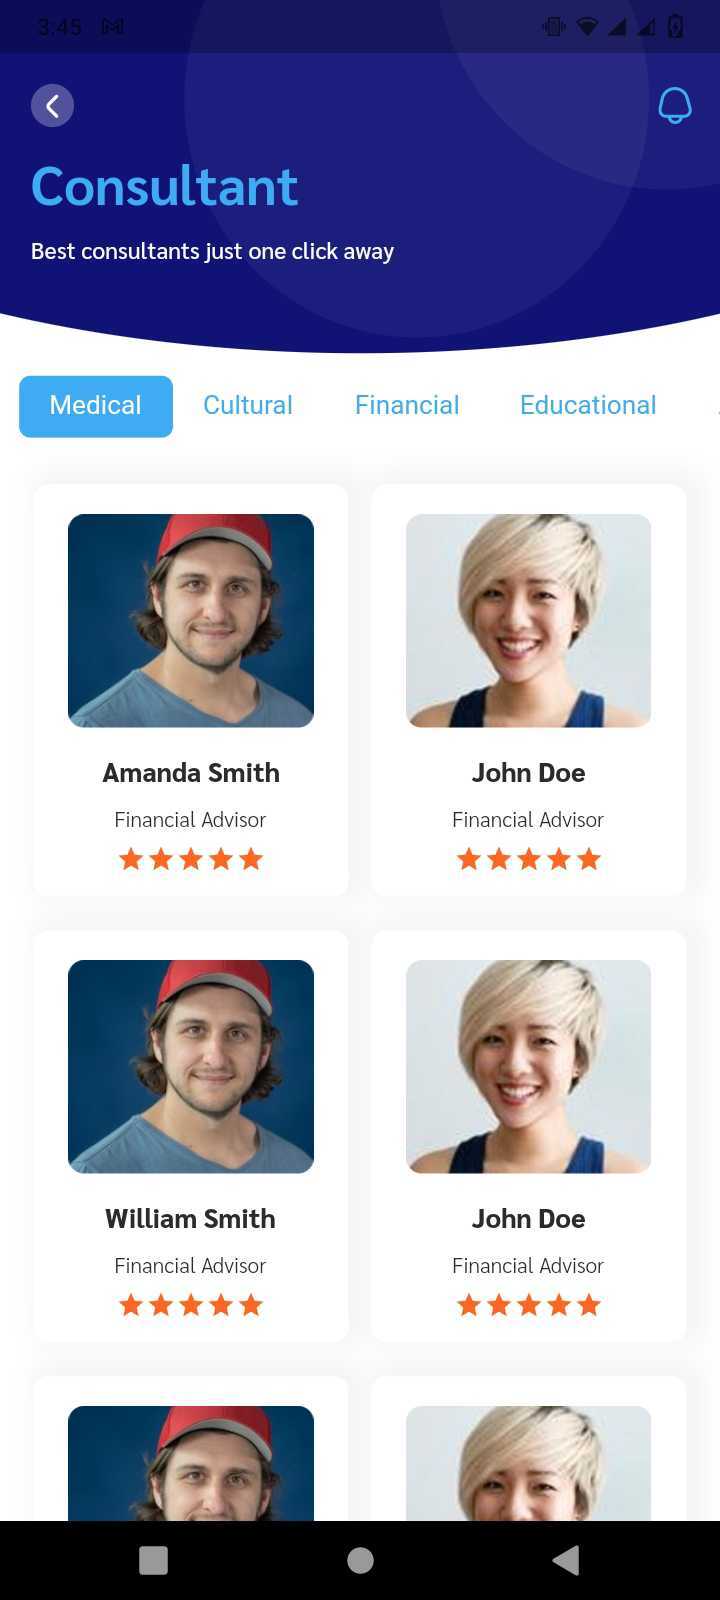 3:45
Consultant
Best consultants just one click away
Medical Cultural Financial Educational
Amanda Smith John Doe
Financial Advisor Financial Advisor
William Smith John Doe
Financial Advisor Financial Advisor